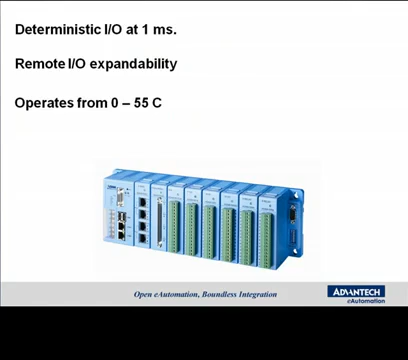 Deterministic I/O at 1 ms.
Remote I/O expandability
Operates from 0 – 55 C
Open eAutomation, Boundless Integration
ADVANTECH
eAutomation